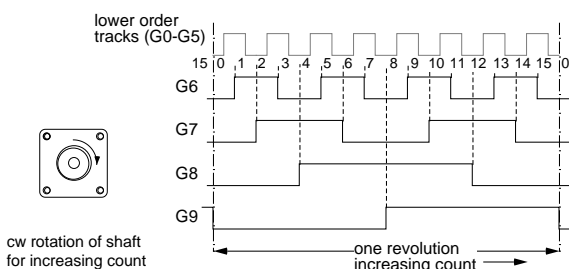 lower order
tracks (G0-G5)
15 0 1 2 3 4 5 6 7 8 9 10 11 12 13 14 15 0
G6
G7
G8
G9
cw rotation of shaft
for increasing count
one revolution
increasing count